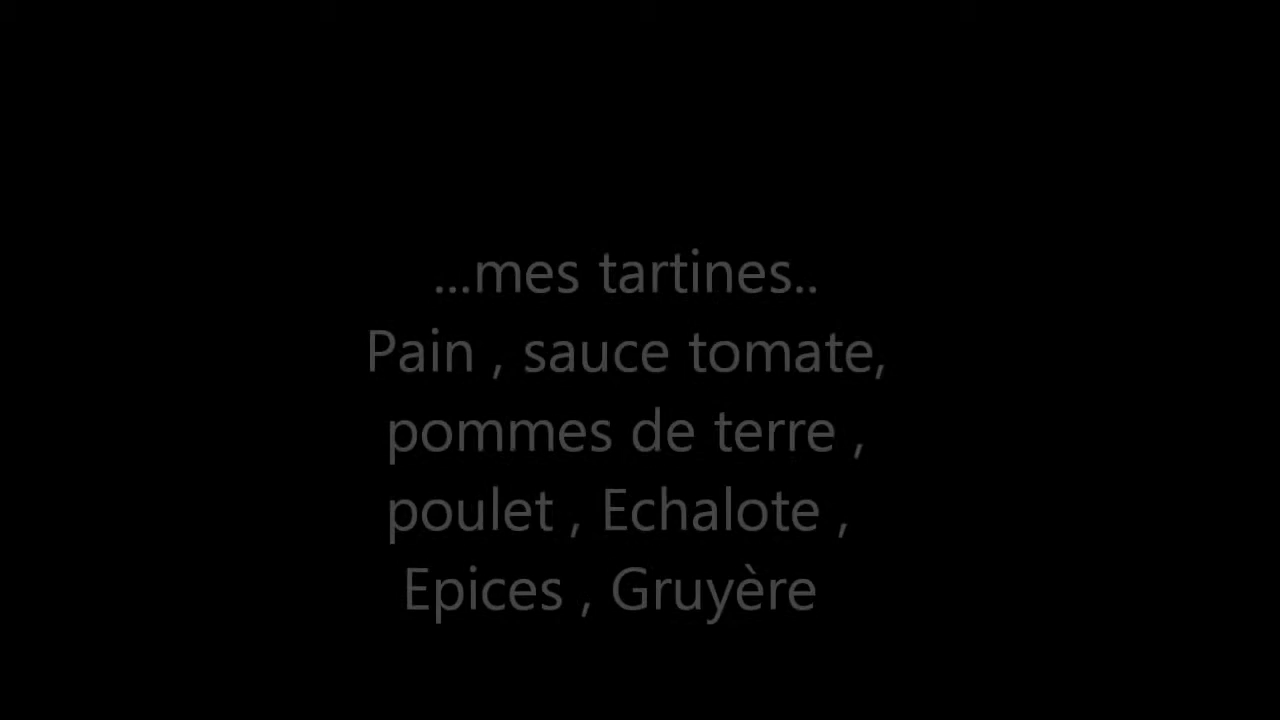 ...mes tartines..
Pain , sauce tomate,
pommes de terre ,
poulet , Echalote ,
Epices , Gruyère